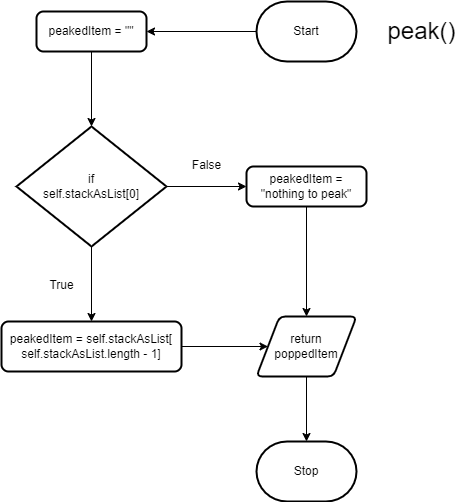 peakedItem = ""
Start
peak()
if
self.stackAsList[0]
False
peakedItem =
"nothing to peak"
True
peakedItem = self.stackAsList[
self.stackAsList.length - 1]
return
poppedItem
Stop